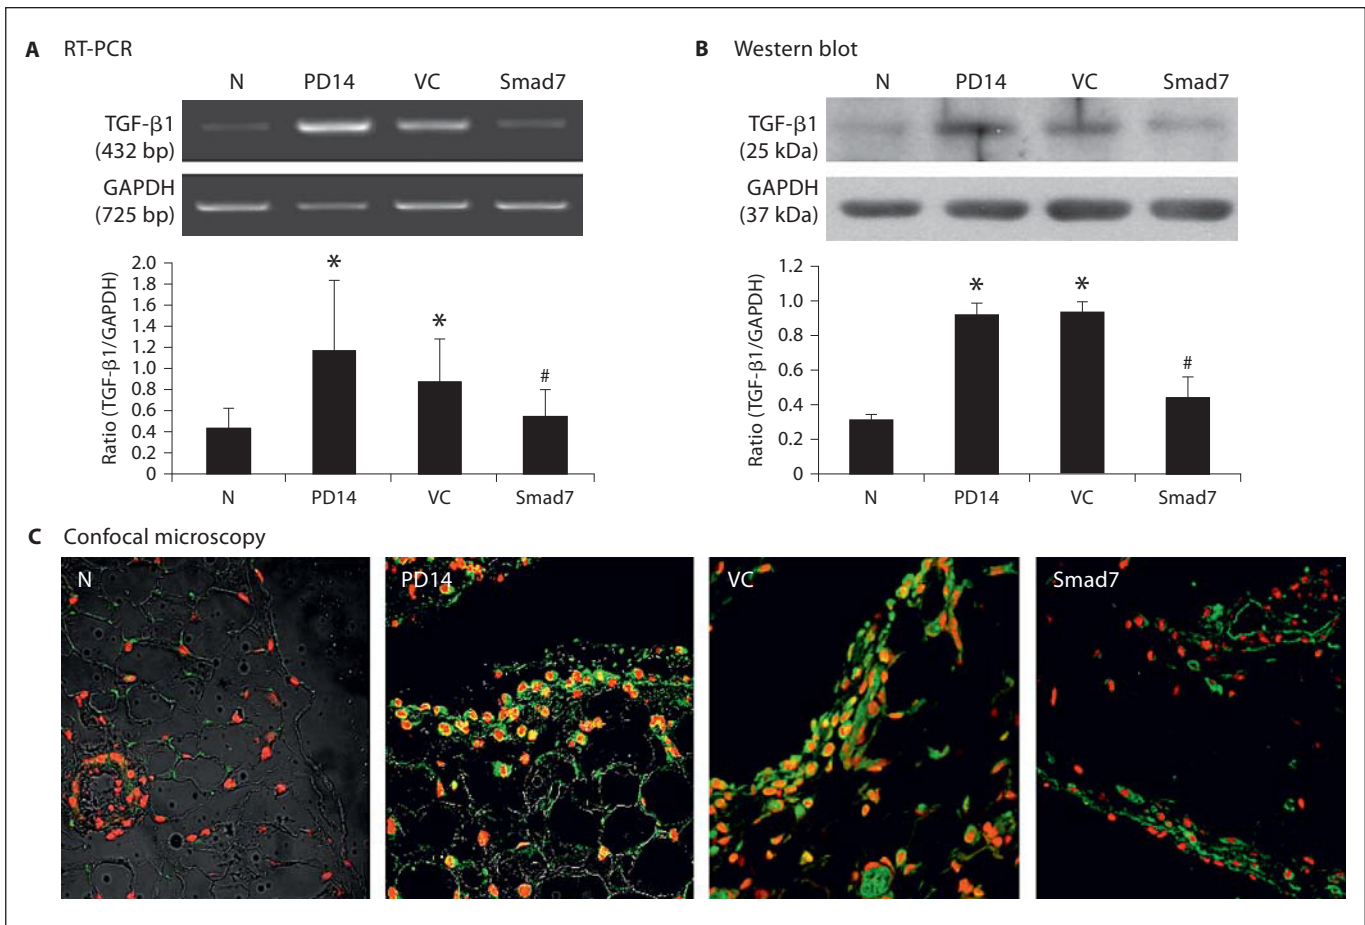 A RT-PCR
N PD14 VC Smad7
TGF-β1
(432 bp)
GAPDH
(725 bp)
Ratio (TGF-β1/GAPDH)
2.0
1.8
1.6
1.4
1.2
1.0
0.8
0.6
0.4
0.2
0
*
*
#
N PD14 VC Smad7
B Western blot
N PD14 VC Smad7
TGF-β1
(25 kDa)
GAPDH
(37 kDa)
Ratio (TGF-β1/GAPDH)
1.2
1.0
0.8
0.6
0.4
0.2
0
* *
#
N PD14 VC Smad7
C Confocal microscopy
N PD14 VC Smad7